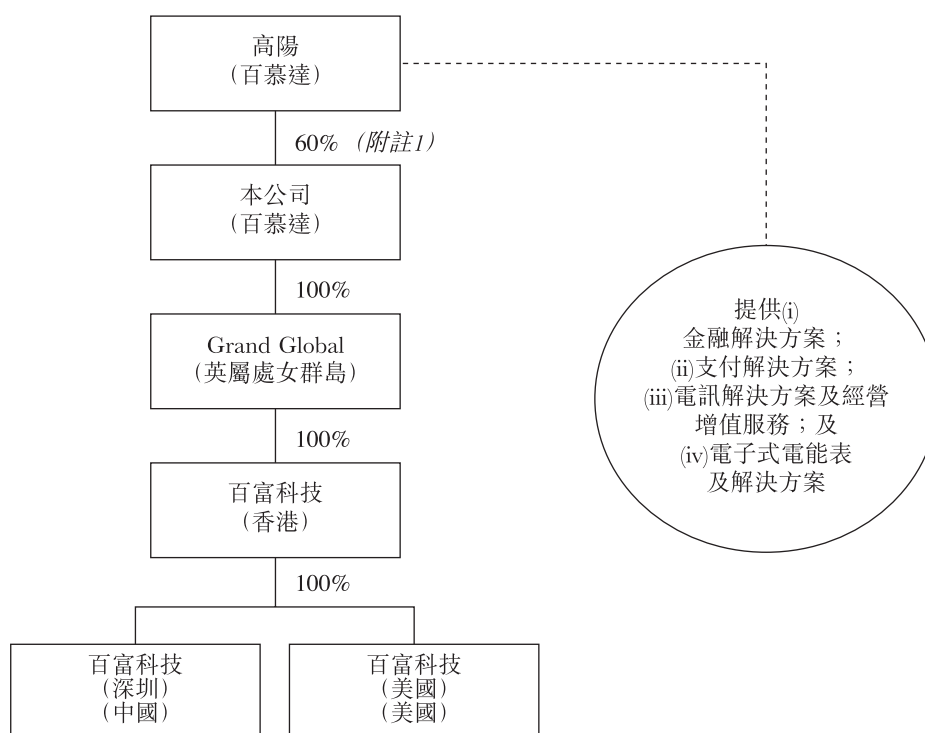 高陽
（百慕達）
60%（附註1）
本公司
（百慕達）
100%
Grand Global
（英屬處女群島）
100%
百富科技
（香港）
100%
百富科技
（深圳）
（中國）
百富科技
（美國）
（美國）
提供(i)
金融解決方案；
(ii)支付解決方案；
(iii)電訊解決方案及經營
增值服務；及
(iv)電子式電能表
及解決方案